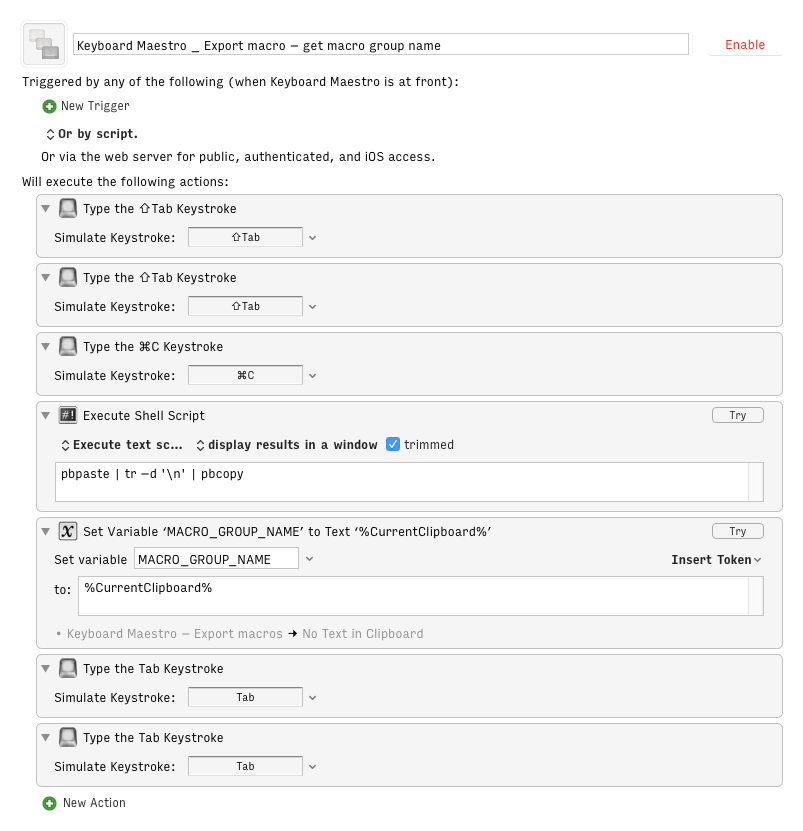 Keyboard Maestro _ Export macro – get macro group name
Enable
Triggered by any of the following (when Keyboard Maestro is at front):
New Trigger
Or by script.
Or via the web server for public, authenticated, and iOS access.
Will execute the following actions:
Type the ⇧Tab Keystroke
Simulate Keystroke: ⇧Tab
Type the ⇧Tab Keystroke
Simulate Keystroke: ⇧Tab
Type the ⌘C Keystroke
Simulate Keystroke: ⌘C
#! Execute Shell Script Try
Execute text sc... display results in a window trimmed
pbpaste | tr –d '\n' | pbcopy
X Set Variable ‘MACRO_GROUP_NAME’ to Text ‘%CurrentClipboard%’ Try
Set variable MACRO_GROUP_NAME Insert Token
to: %CurrentClipboard%
• Keyboard Maestro – Export macros ➜ No Text in Clipboard
Type the Tab Keystroke
Simulate Keystroke: Tab
Type the Tab Keystroke
Simulate Keystroke: Tab
New Action